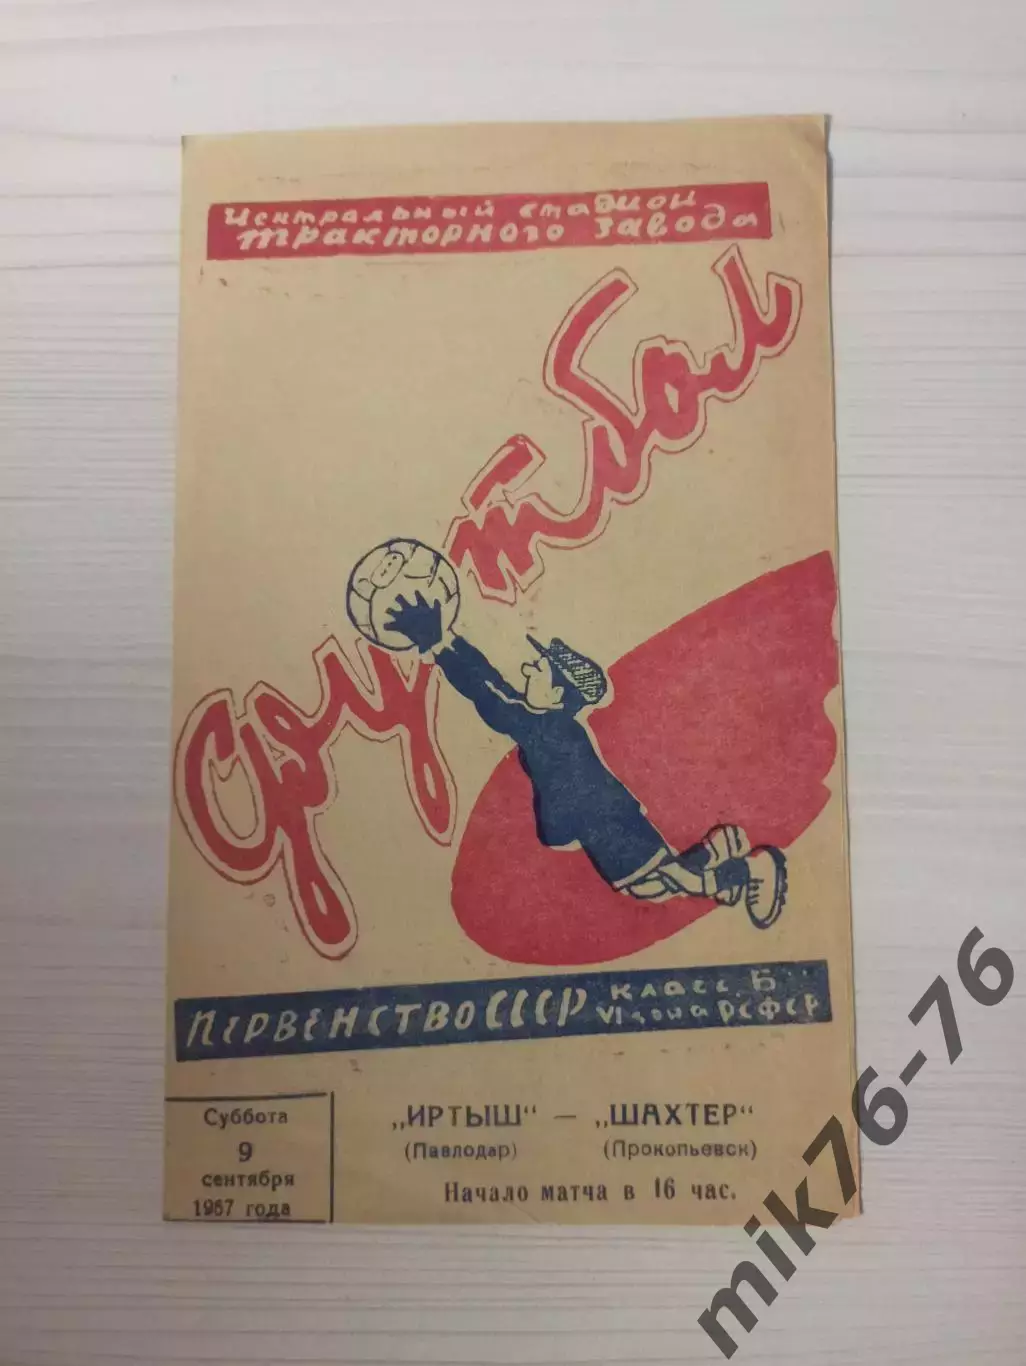 Центральный стадион
тракторного завода
Футбол
ПЕРВЕНСТВО СССР
КЛАСС „Б"
VI зона РСФСР
Суббота
9
сентября
1967 года
„ИРТЫШ" — „ШАХТЕР"
(Павлодар) (Прокопьевск)
Начало матча в 16 час.
mik76-76